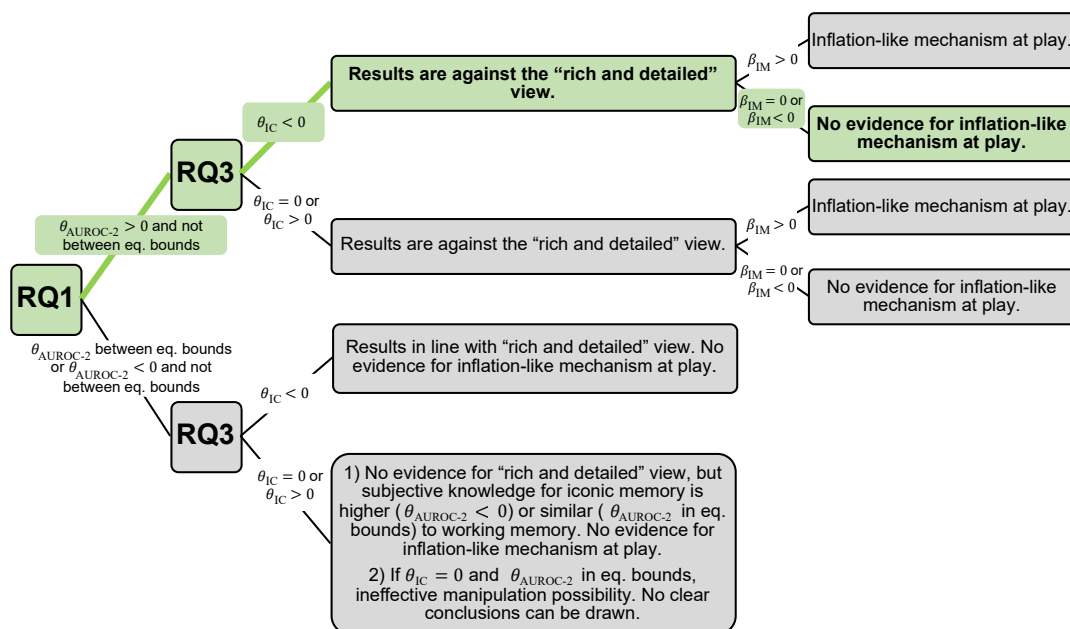 Inflation-like mechanism at play.
β_IM > 0
Results are against the “rich and detailed”
view.
β_IM = 0 or
β_IM < 0
No evidence for inflation-like
mechanism at play.
θ_IC < 0
RQ3
θ_IC = 0 or
θ_IC > 0
Inflation-like mechanism at play.
β_IM > 0
Results are against the “rich and detailed” view.
β_IM = 0 or
β_IM < 0
No evidence for inflation-like
mechanism at play.
θ_AUROC-2 > 0 and not
between eq. bounds
RQ1
θ_AUROC-2 between eq. bounds
or θ_AUROC-2 < 0 and not
between eq. bounds
Results in line with “rich and detailed” view. No
evidence for inflation-like mechanism at play.
θ_IC < 0
RQ3
θ_IC = 0 or
θ_IC > 0
1) No evidence for “rich and detailed” view, but
subjective knowledge for iconic memory is
higher (θ_AUROC-2 < 0) or similar ( θ_AUROC-2 in eq.
bounds) to working memory. No evidence for
inflation-like mechanism at play.
2) If θ_IC = 0 and θ_AUROC-2 in eq. bounds,
ineffective manipulation possibility. No clear
conclusions can be drawn.